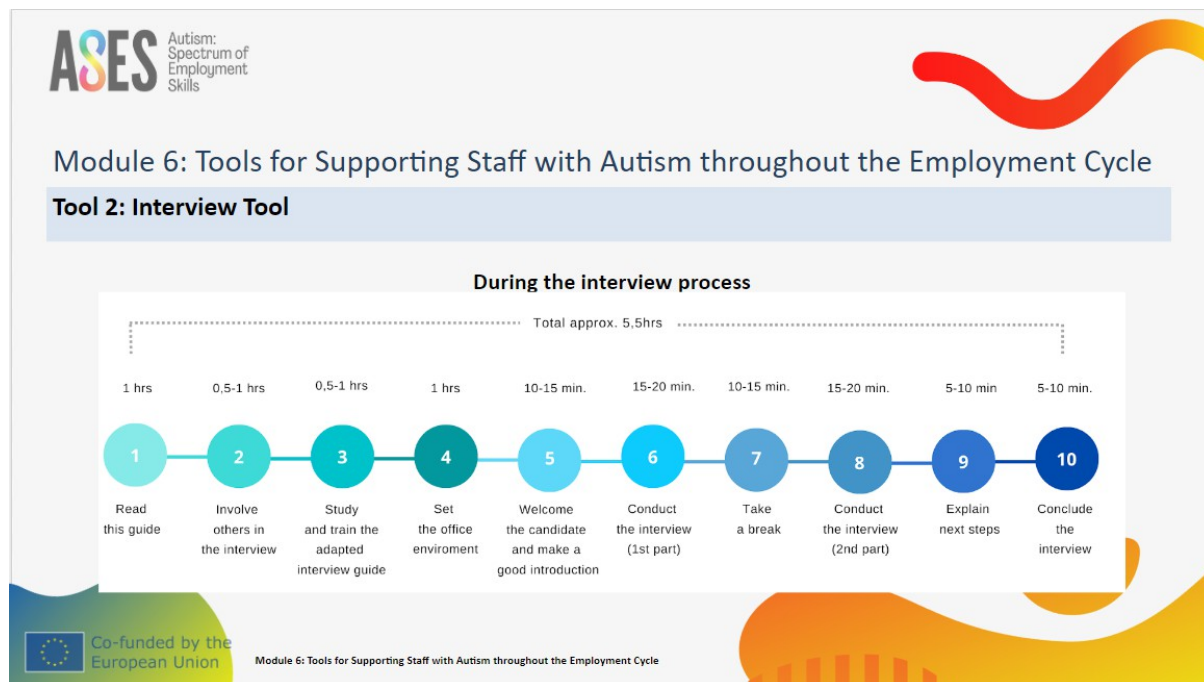 ASES
Autism:
Spectrum of
Employment
Skills
Module 6: Tools for Supporting Staff with Autism throughout the Employment Cycle
Tool 2: Interview Tool
During the interview process
Total approx. 5,5hrs
1 hrs 0,5-1 hrs 0,5-1 hrs 1 hrs 10-15 min. 15-20 min. 10-15 min. 15-20 min. 5-10 min 5-10 min.
1 2 3 4 5 6 7 8 9 10
Read
this guide
Involve
others in
the interview
Study
and train the
adapted
interview guide
Set
the office
enviroment
Welcome
the candidate
and make a
good introduction
Conduct
the interview
(1st part)
Take
a break
Conduct
the interview
(2nd part)
Explain
next steps
Conclude
the
interview
Co-funded by the
European Union
Module 6: Tools for Supporting Staff with Autism throughout the Employment Cycle